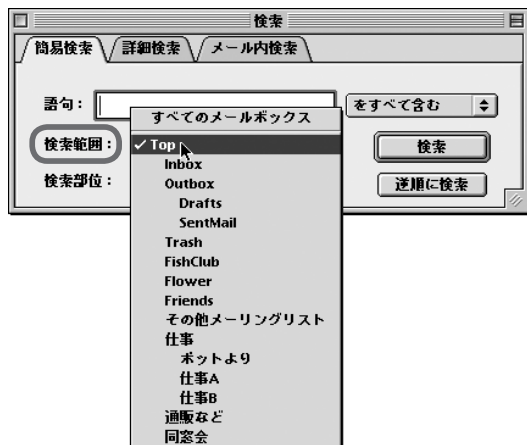 検索
簡易検索 詳細検索 メール内検索
語句： をすべて含む
すべてのメールボックス
検索範囲： ✓Top 検索
Inbox
検索部位： Outbox 逆順に検索
Drafts
SentMail
Trash
FishClub
Flower
Friends
その他メーリングリスト
仕事
ポットより
仕事A
仕事B
通販など
同窓会